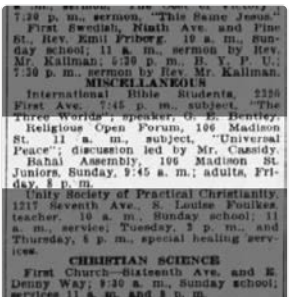 7:30 p. m., sermon, "This Same Jesus."
First Swedish, Ninth Ave. and Pine
St., Rev. Emil Friborg. 10 a. m., Sun-
day school; 11 a. m., sermon by Rev.
Mr. Kallman; 6:30 p. m., B. Y. P. U.;
7:30 p. m., sermon by Rev. Mr. Kallman.
MISCELLANEOUS
International Bible Students, 2320
First Ave. 7:45 p. m., subject, "The
Three Worlds"; speaker, G. E. Bentley.
Religious Open Forum, 106 Madison
St. 11 a. m., subject, "Universal
Peace"; discussion led by Mr. Cassidy.
Bahai Assembly, 106 Madison St.
Juniors, Sunday, 9:45 a. m.; adults, Fri-
day, 8 p. m.
Unity Society of Practical Christianity,
1217 Seventh Ave., S. Louise Foulkes,
teacher. 10 a. m., Sunday school; 11
a. m., service; Tuesday, 2 p. m., and
Thursday, 8 p. m., special healing serv-
ices.
CHRISTIAN SCIENCE
First Church—Sixteenth Ave. and E.
Denny Way; 9:30 a. m., Sunday school;
services 11 a. m. and 8 p. m.